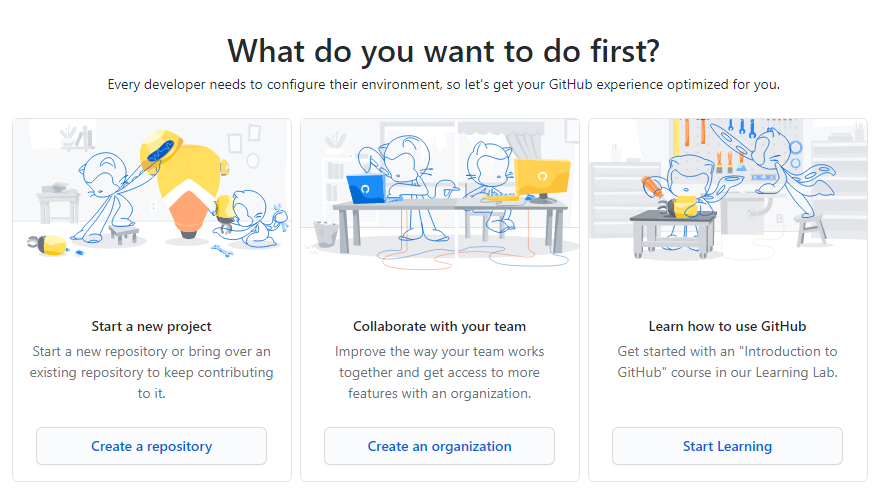 What do you want to do first?
Every developer needs to configure their environment, so let's get your GitHub experience optimized for you.
Start a new project
Start a new repository or bring over an
existing repository to keep contributing
to it.
Create a repository
Collaborate with your team
Improve the way your team works
together and get access to more
features with an organization.
Create an organization
Learn how to use GitHub
Get started with an "Introduction to
GitHub" course in our Learning Lab.
Start Learning